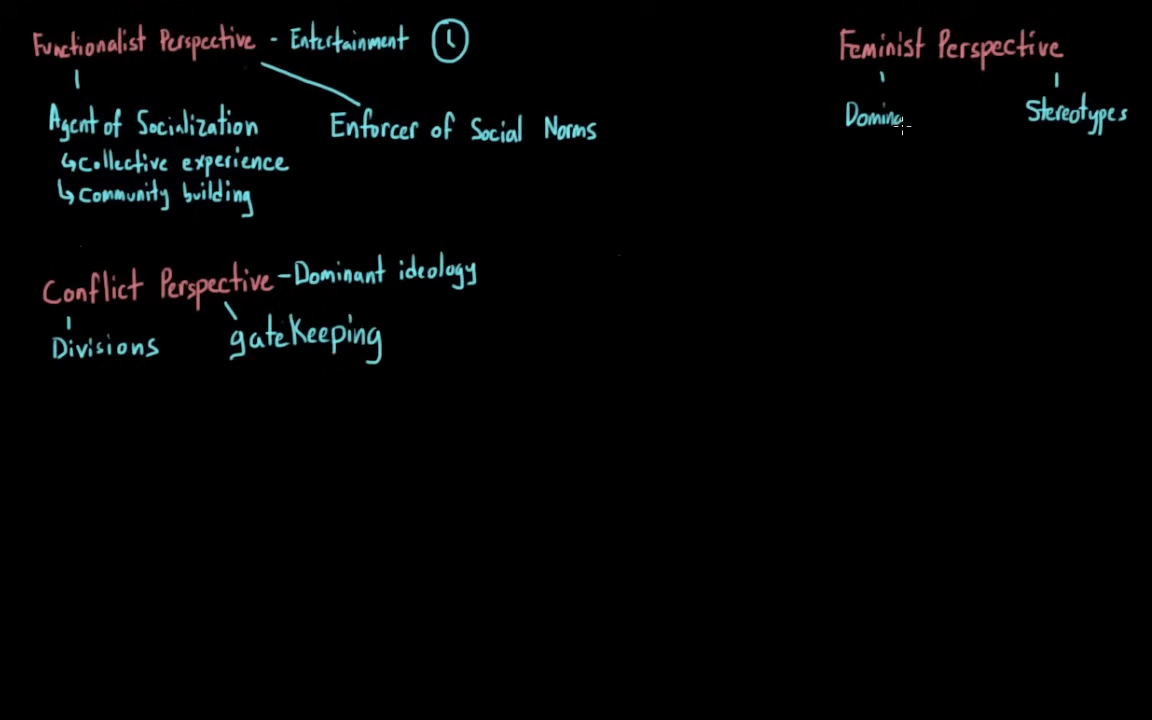 Functionalist Perspective - Entertainment
Agent of Socialization
↳ Collective experience
↳ Community building
Enforcer of Social Norms
Conflict Perspective - Dominant ideology
Divisions
gatekeeping
Feminist Perspective
Domina
Stereotypes